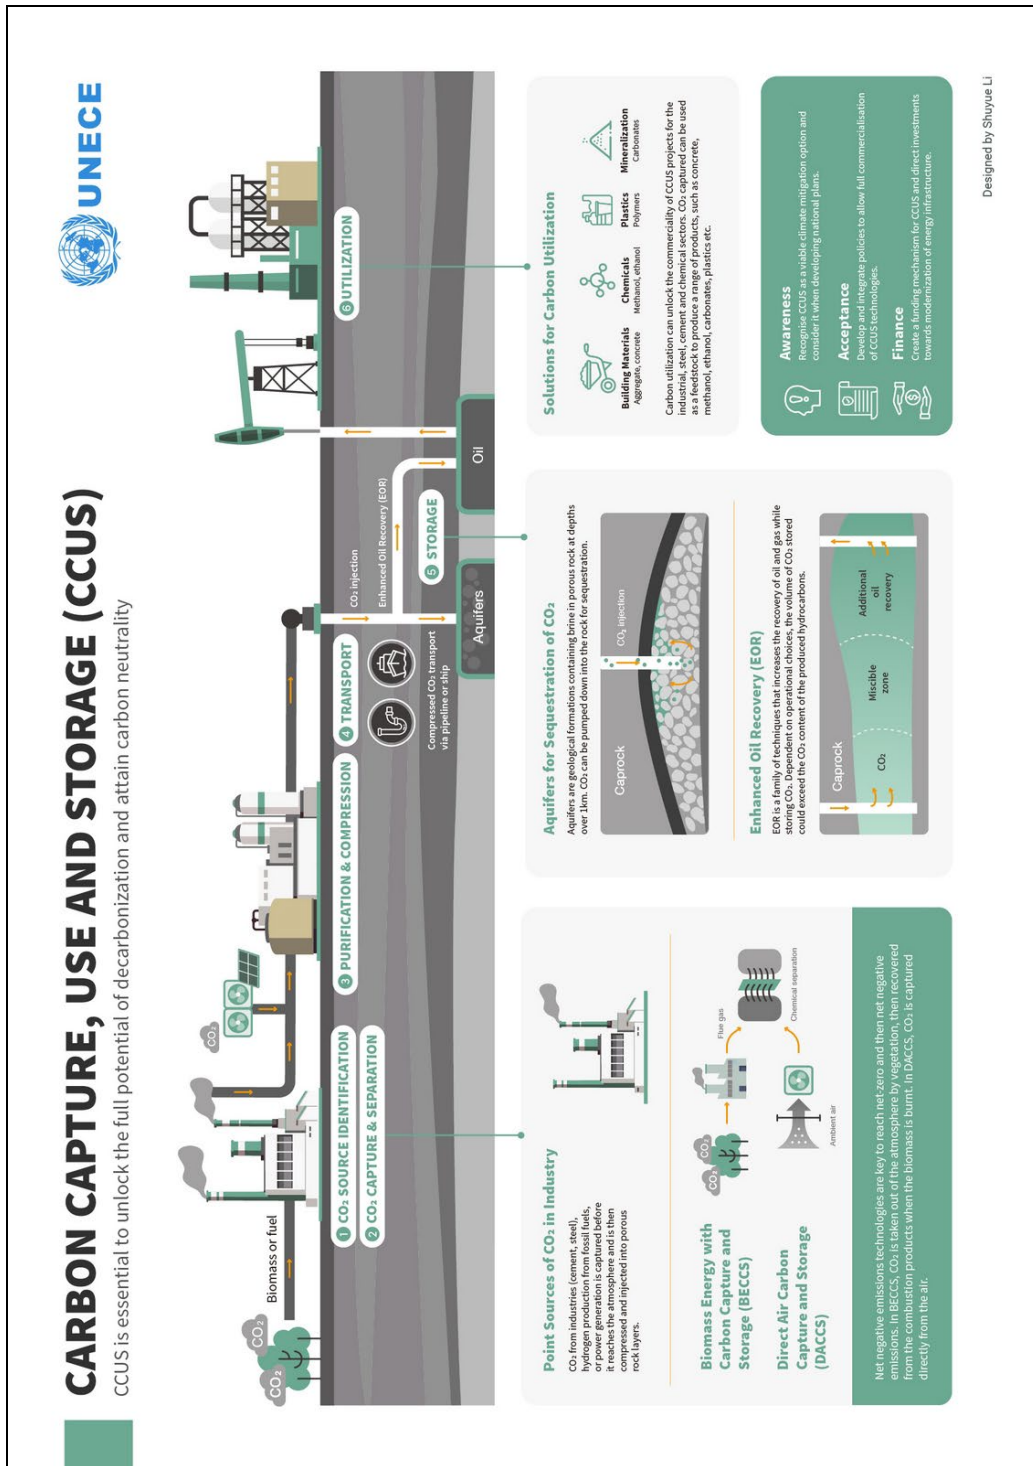 CARBON CAPTURE, USE AND STORAGE (CCUS)
CCUS is essential to unlock the full potential of decarbonization and attain carbon neutrality
UNECE
CO₂
CO₂
Biomass or fuel
CO₂
1 CO₂ SOURCE IDENTIFICATION
2 CO₂ CAPTURE & SEPARATION
3 PURIFICATION & COMPRESSION
4 TRANSPORT
Compressed CO₂ transport
via pipeline or ship
CO₂ injection
Enhanced Oil Recovery (EOR)
5 STORAGE
Aquifers
Oil
6 UTILIZATION
Point Sources of CO₂ in Industry
CO₂ from industries (cement, steel),
hydrogen production from fossil fuels,
or power generation is captured before
it reaches the atmosphere and is then
compressed and injected into porous
rock layers.
Biomass Energy with
Carbon Capture and
Storage (BECCS)
CO₂
CO₂
Flue gas
Direct Air Carbon
Capture and Storage
(DACCS)
Ambient air
Chemical separation
Net negative emissions technologies are key to reach net-zero and then net negative
emissions. In BECCS, CO₂ is taken out of the atmosphere by vegetation, then recovered
from the combustion products when the biomass is burnt. In DACCS, CO₂ is captured
directly from the air.
Aquifers for Sequestration of CO₂
Aquifers are geological formations containing brine in porous rock at depths
over 1km. CO₂ can be pumped down into the rock for sequestration.
Caprock
CO₂ injection
Enhanced Oil Recovery (EOR)
EOR is a family of techniques that increases the recovery of oil and gas while
storing CO₂. Dependent on operational choices, the volume of CO₂ stored
could exceed the CO₂ content of the produced hydrocarbons.
Caprock
CO₂
Miscible
zone
Additional
oil
recovery
Solutions for Carbon Utilization
Building Materials
Aggregate, concrete
Chemicals
Methanol, ethanol
Plastics
Polymers
Mineralization
Carbonates
Carbon utilization can unlock the commerciality of CCUS projects for the
industrial, steel, cement and chemical sectors. CO₂ captured can be used
as a feedstock to produce a range of products, such as concrete,
methanol, ethanol, carbonates, plastics etc.
Awareness
Recognise CCUS as a viable climate mitigation option and
consider it when developing national plans.
Acceptance
Develop and integrate policies to allow full commercialisation
of CCUS technologies.
Finance
Create a funding mechanism for CCUS and direct investments
towards modernization of energy infrastructure.
Designed by Shuyue Li